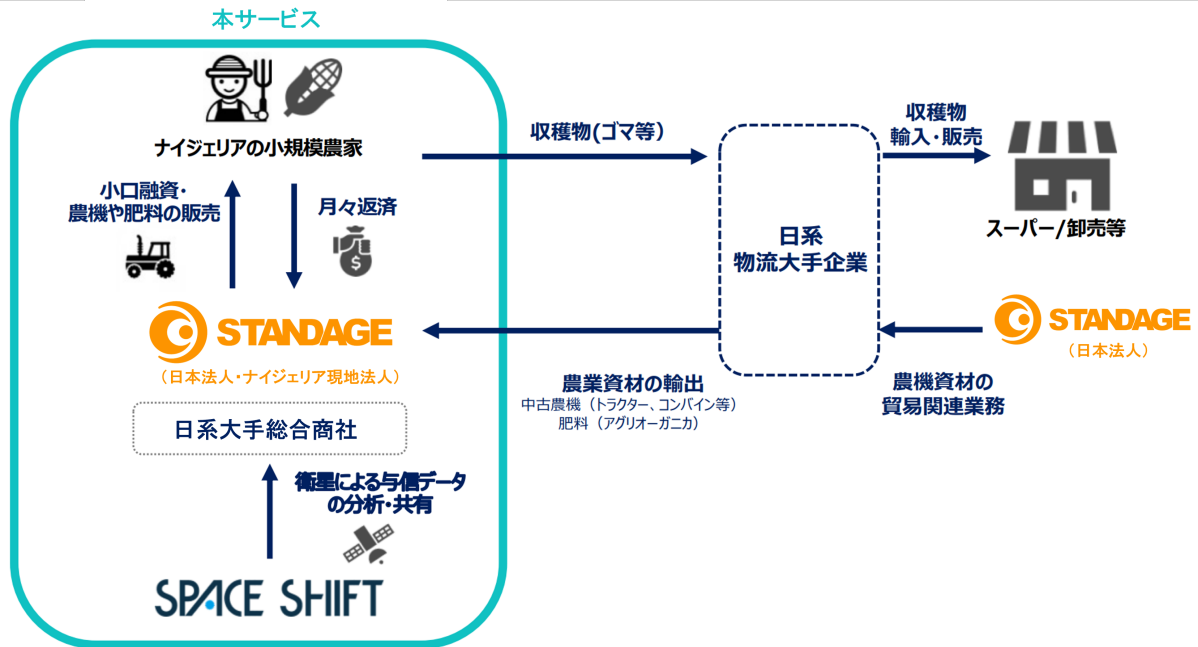 本サービス
ナイジェリアの小規模農家
小口融資・
農機や肥料の販売
月々返済
$
STANDAGE
（日本法人・ナイジェリア現地法人）
日系大手総合商社
衛星による与信データ
の分析・共有
SPACE SHIFT
収穫物(ゴマ等）
日系
物流大手企業
収穫物
輸入・販売
スーパー/卸売等
農業資材の輸出
中古農機（トラクター、コンバイン等）
肥料（アグリオーガニカ）
STANDAGE
（日本法人）
農機資材の
貿易関連業務